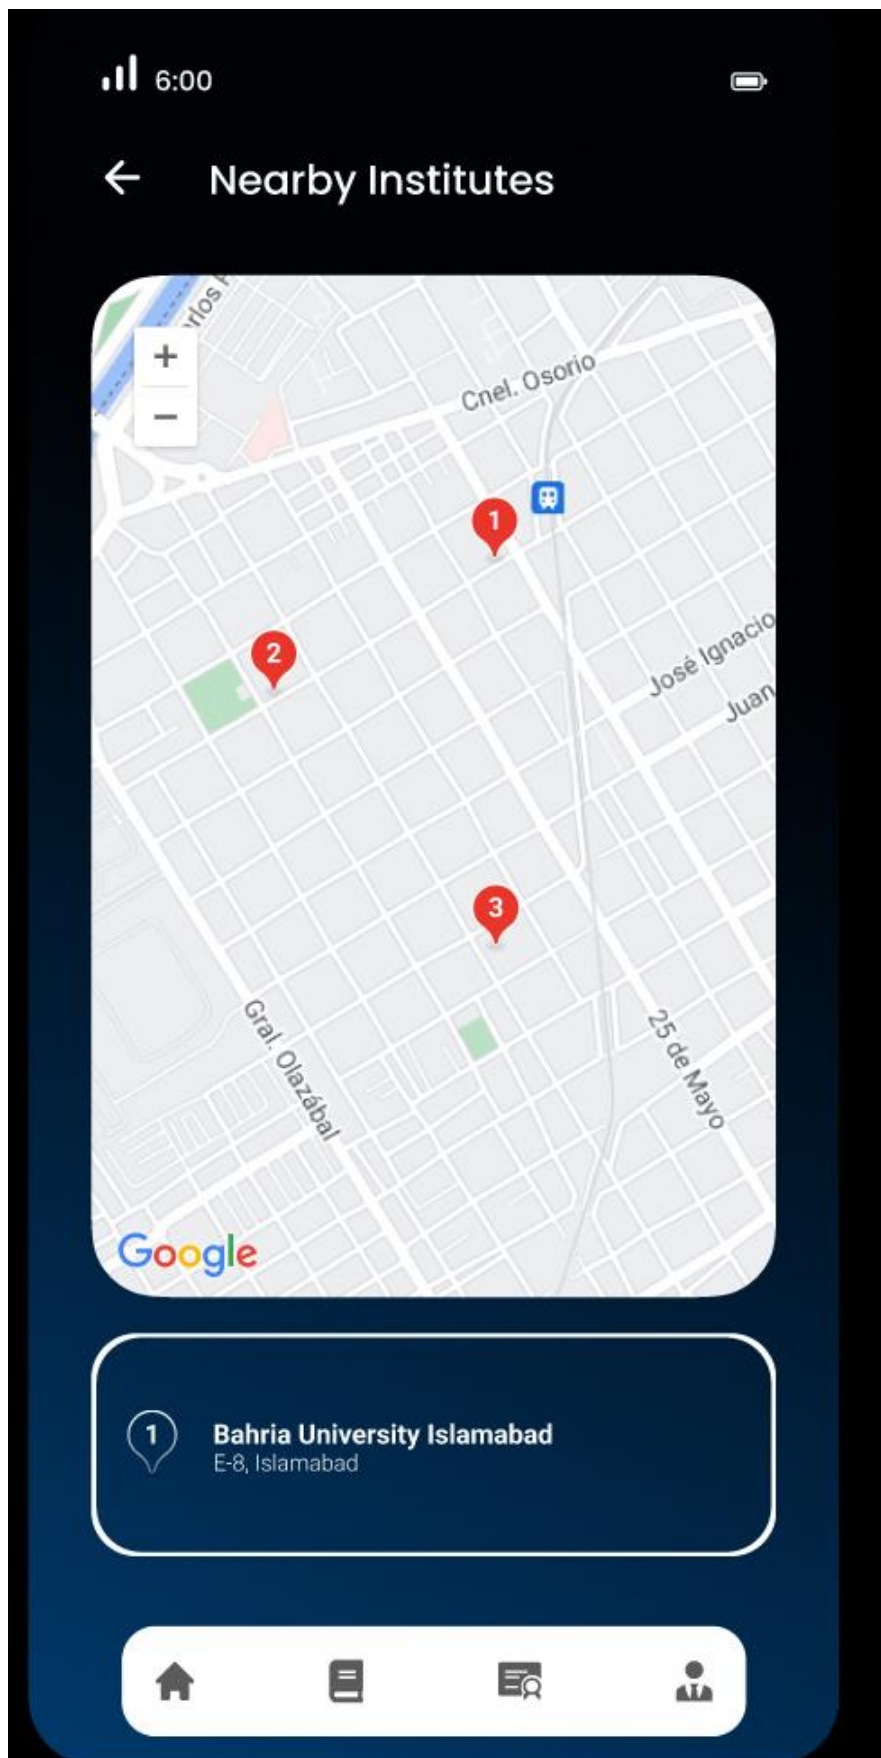 6:00
Nearby Institutes
+
−
Cnel. Osorio
1
2
José Ignacio
Juan
3
Gral. Olazábal
25 de Mayo
Google
1
Bahria University Islamabad
E-8, Islamabad